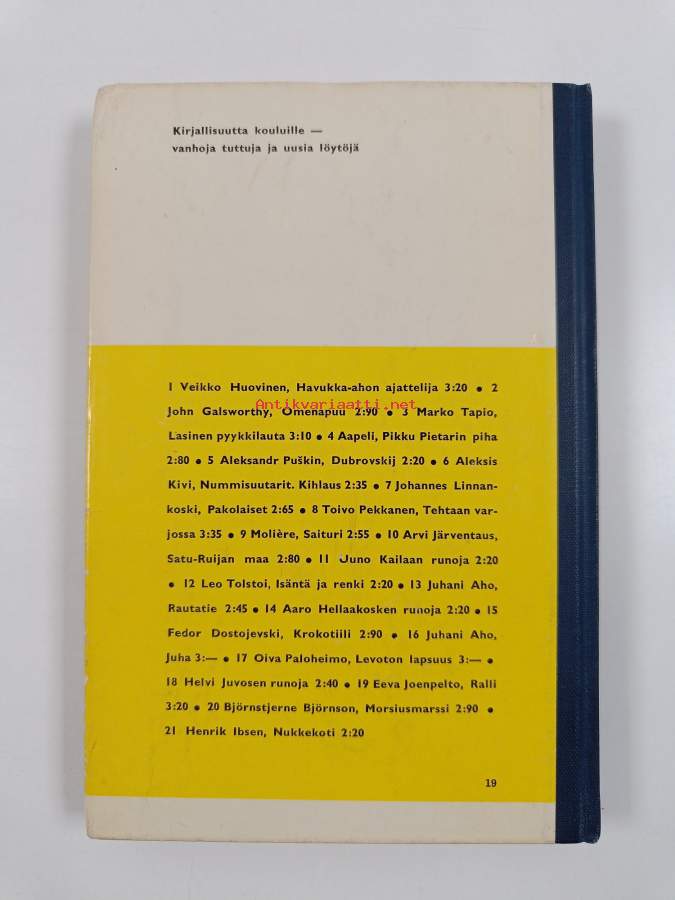 Kirjallisuutta kouluille —
vanhoja tuttuja ja uusia löytöjä
1 Veikko Huovinen, Havukka-ahon ajattelija 3:20 • 2
Antikvariaatti.net
John Galsworthy, Omenapuu 2:90 • 3 Marko Tapio,
Lasinen pyykkilauta 3:10 • 4 Aapeli, Pikku Pietarin piha
2:80 • 5 Aleksandr Puškin, Dubrovskij 2:20 • 6 Aleksis
Kivi, Nummisuutarit. Kihlaus 2:35 • 7 Johannes Linnan-
koski, Pakolaiset 2:65 • 8 Toivo Pekkanen, Tehtaan var-
jossa 3:35 • 9 Molière, Saituri 2:55 • 10 Arvi Järventaus,
Satu-Ruijan maa 2:80 • 11 Juno Kailaan runoja 2:20
• 12 Leo Tolstoi, Isäntä ja renki 2:20 • 13 Juhani Aho,
Rautatie 2:45 • 14 Aaro Hellaakosken runoja 2:20 • 15
Fedor Dostojevski, Krokotiili 2:90 • 16 Juhani Aho,
Juha 3:— • 17 Oiva Paloheimo, Levoton lapsuus 3:— •
18 Helvi Juvosen runoja 2:40 • 19 Eeva Joenpelto, Ralli
3:20 • 20 Björnstjerne Björnson, Morsiusmarssi 2:90 •
21 Henrik Ibsen, Nukkekoti 2:20
19